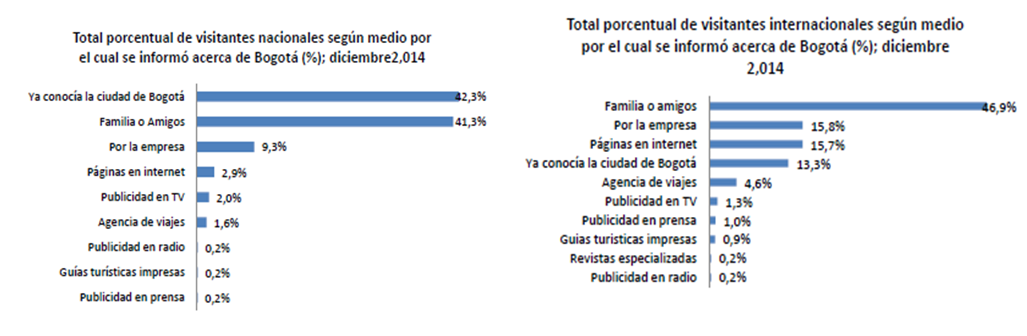 Total porcentual de visitantes nacionales según medio por
el cual se informó acerca de Bogotá (%); diciembre2,014
Ya conocía la ciudad de Bogotá 42,3%
Familia o Amigos 41,3%
Por la empresa 9,3%
Páginas en internet 2,9%
Publicidad en TV 2,0%
Agencia de viajes 1,6%
Publicidad en radio 0,2%
Guías turísticas impresas 0,2%
Publicidad en prensa 0,2%
Total porcentual de visitantes internacionales según medio
por el cual se informó acerca de Bogotá (%); diciembre
2,014
Familia o amigos 46,9%
Por la empresa 15,8%
Páginas en internet 15,7%
Ya conocía la ciudad de Bogotá 13,3%
Agencia de viajes 4,6%
Publicidad en TV 1,3%
Publicidad en prensa 1,0%
Guias turisticas impresas 0,9%
Revistas especializadas 0,2%
Publicidad en radio 0,2%